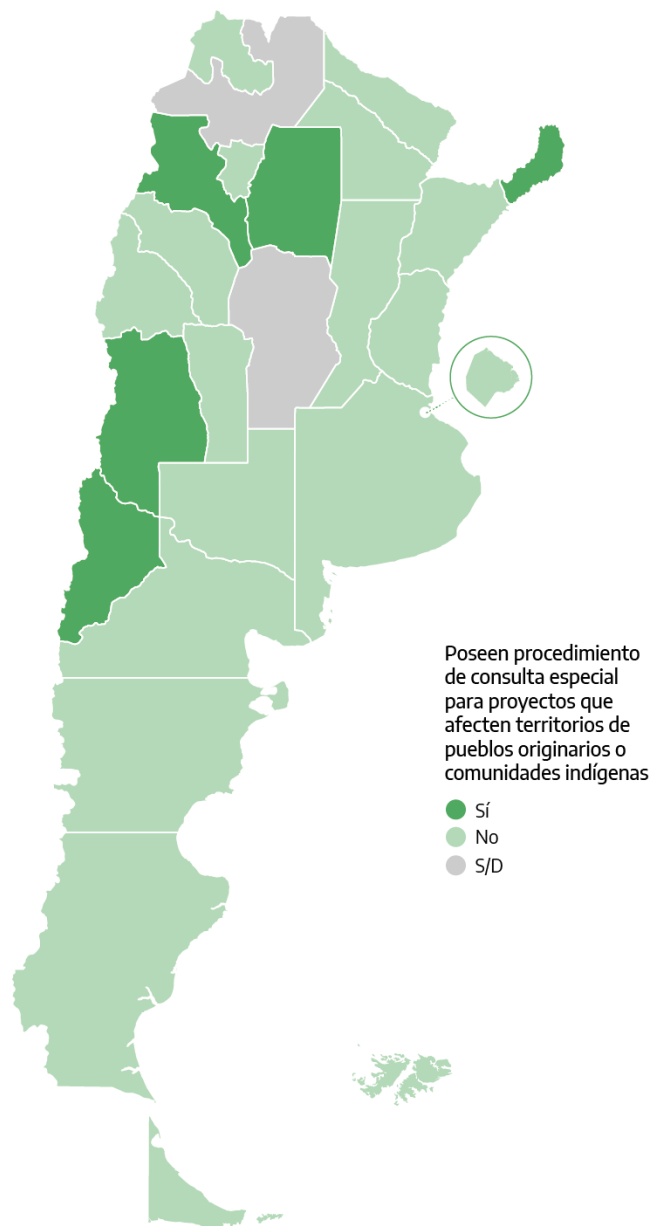 Poseen procedimiento
de consulta especial
para proyectos que
afecten territorios de
pueblos originarios o
comunidades indígenas
Sí
No
S/D